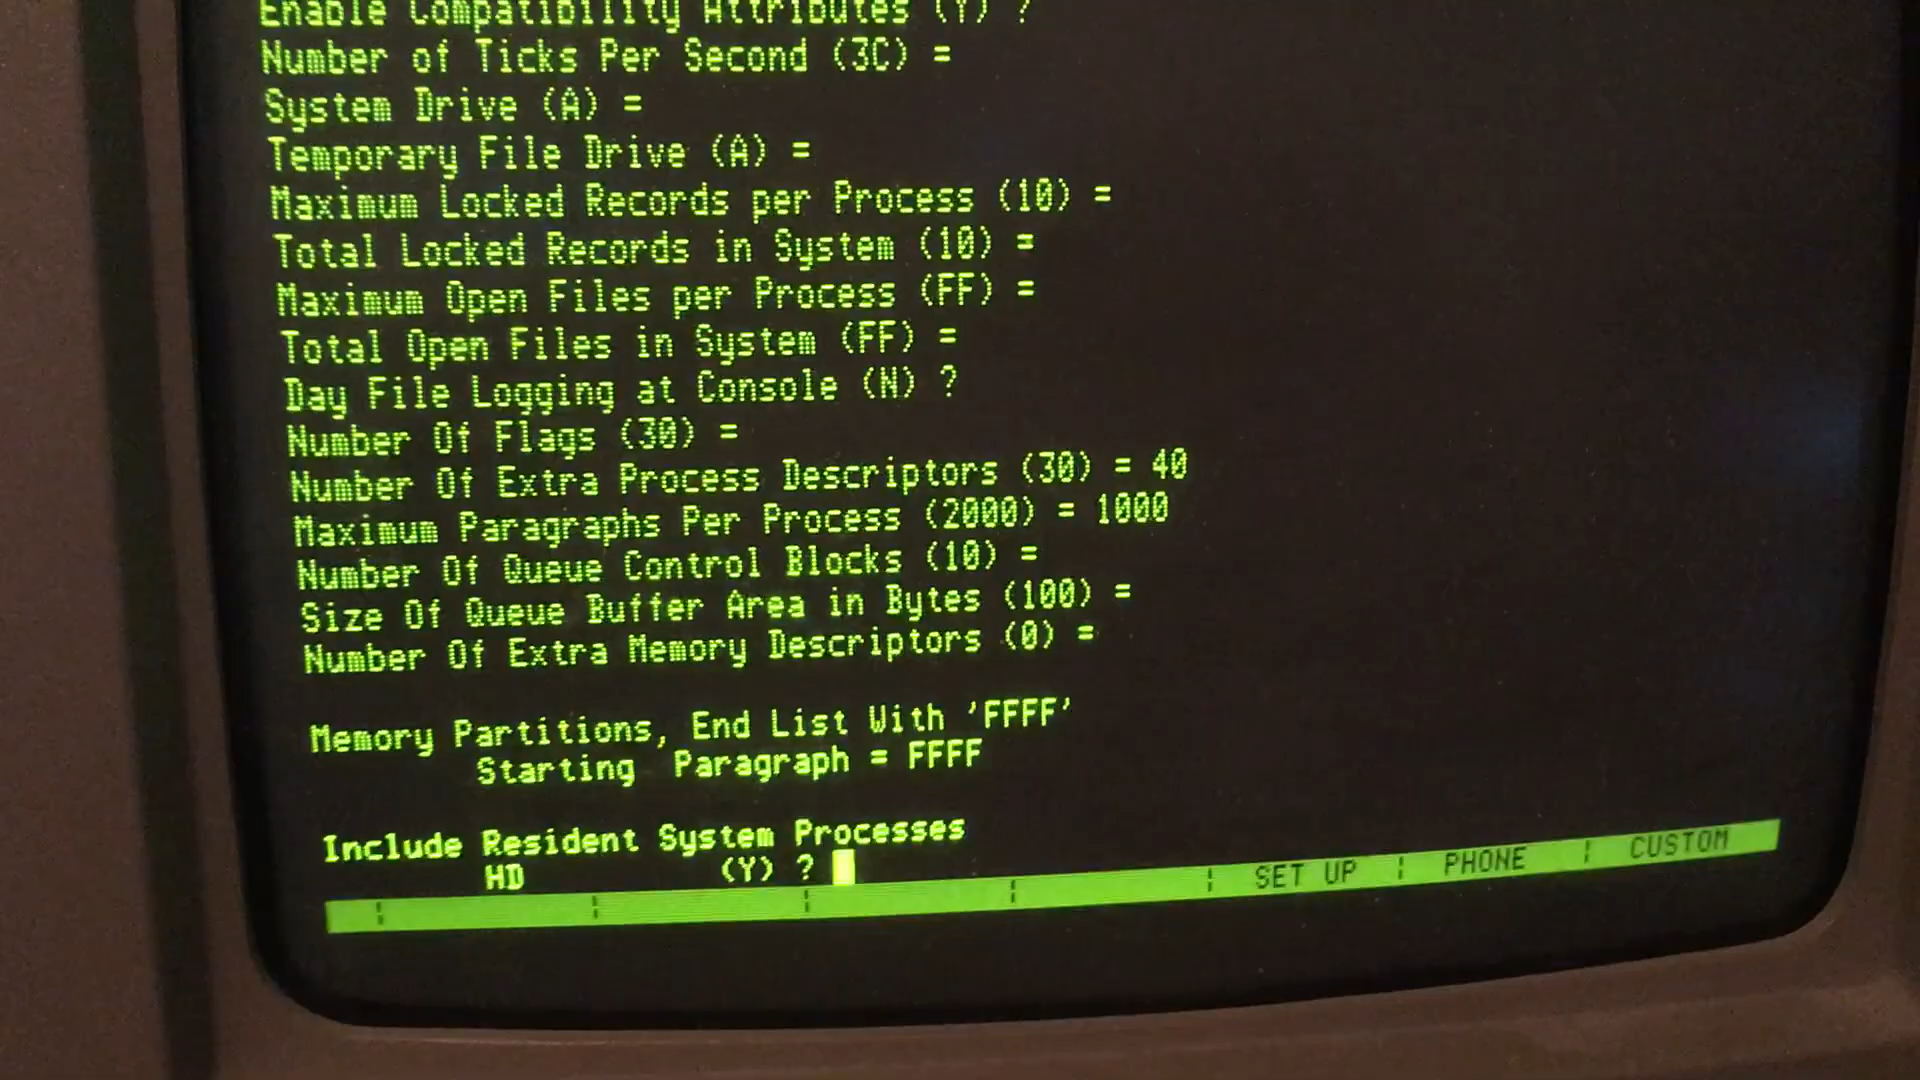 Enable Compatibility Attributes (Y) ?
Number of Ticks Per Second (3C) =
System Drive (A) =
Temporary File Drive (A) =
Maximum Locked Records per Process (10) =
Total Locked Records in System (10) =
Maximum Open Files per Process (FF) =
Total Open Files in System (FF) =
Day File Logging at Console (N) ?
Number Of Flags (30) =
Number Of Extra Process Descriptors (30) = 40
Maximum Paragraphs Per Process (2000) = 1000
Number Of Queue Control Blocks (10) =
Size Of Queue Buffer Area in Bytes (100) =
Number Of Extra Memory Descriptors (0) =
Memory Partitions, End List With 'FFFF'
Starting Paragraph = FFFF
Include Resident System Processes
HD (Y) ?
SET UP PHONE CUSTOM